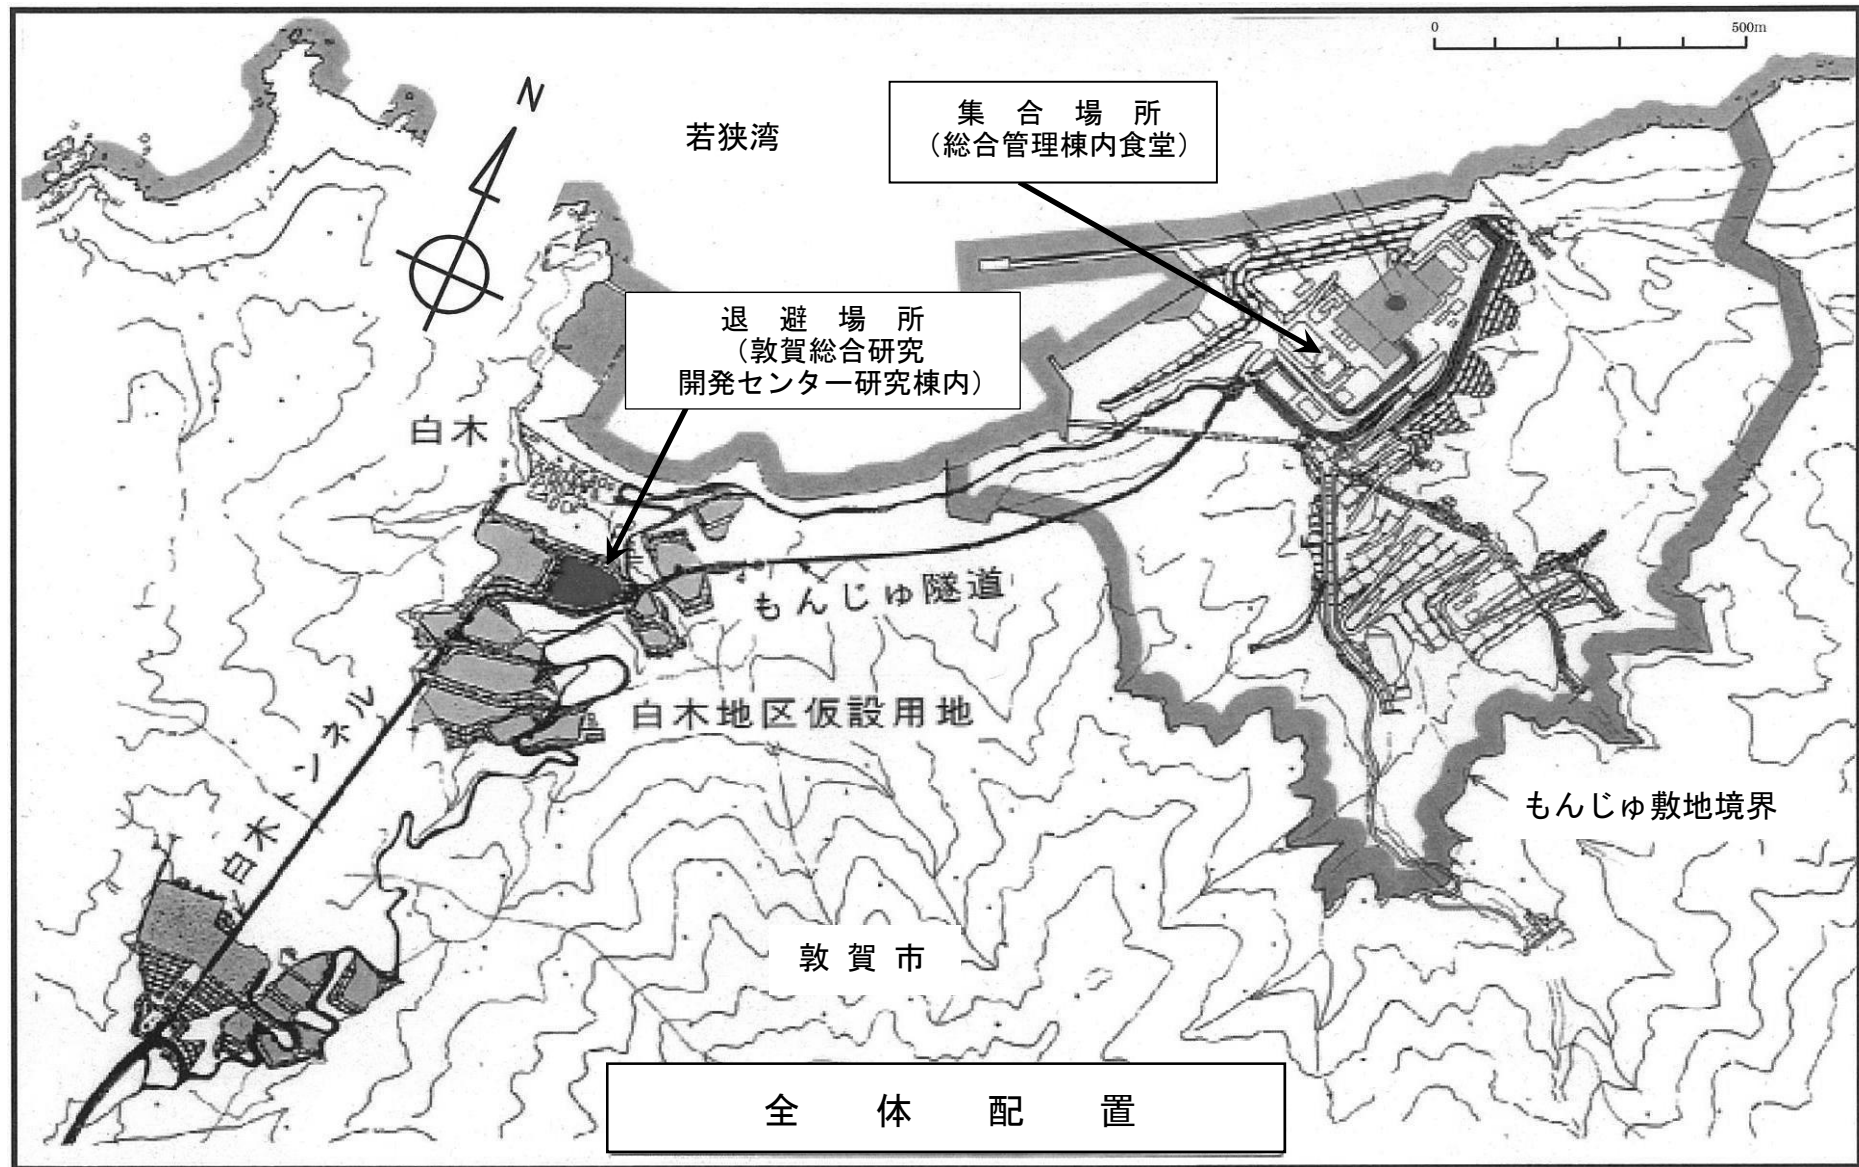 0 500m
N
若狭湾
集合場所
（総合管理棟内食堂）
退避場所
（敦賀総合研究
開発センター研究棟内）
白木
もんじゅ隧道
白木地区仮設用地
白木トンネル
もんじゅ敷地境界
敦賀市
全体配置